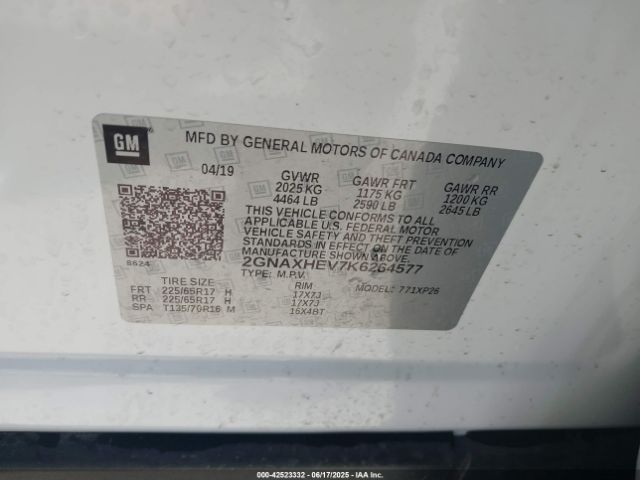 GM
MFD BY GENERAL MOTORS OF CANADA COMPANY
04/19
GVWR GAWR FRT GAWR RR
2025 KG 1175 KG 1200 KG
4464 LB 2590 LB 2645 LB
THIS VEHICLE CONFORMS TO ALL
APPLICABLE U.S. FEDERAL MOTOR
VEHICLE SAFETY AND THEFT
PREVENTION STANDARDS
IN EFFECT ON THE DATE OF
MANUFACTURE SHOWN ABOVE.
8624
2GNAXHEV7K6264577
TYPE: M.P.V. 771XP26
TIRE SIZE RIM
FRT 225/65R17 H 17X7J
RR 225/65R17 H 17X7J
SPA T135/70R16 M 16X4BT
000-42523332 - 06/17/2025 - IAA Inc.